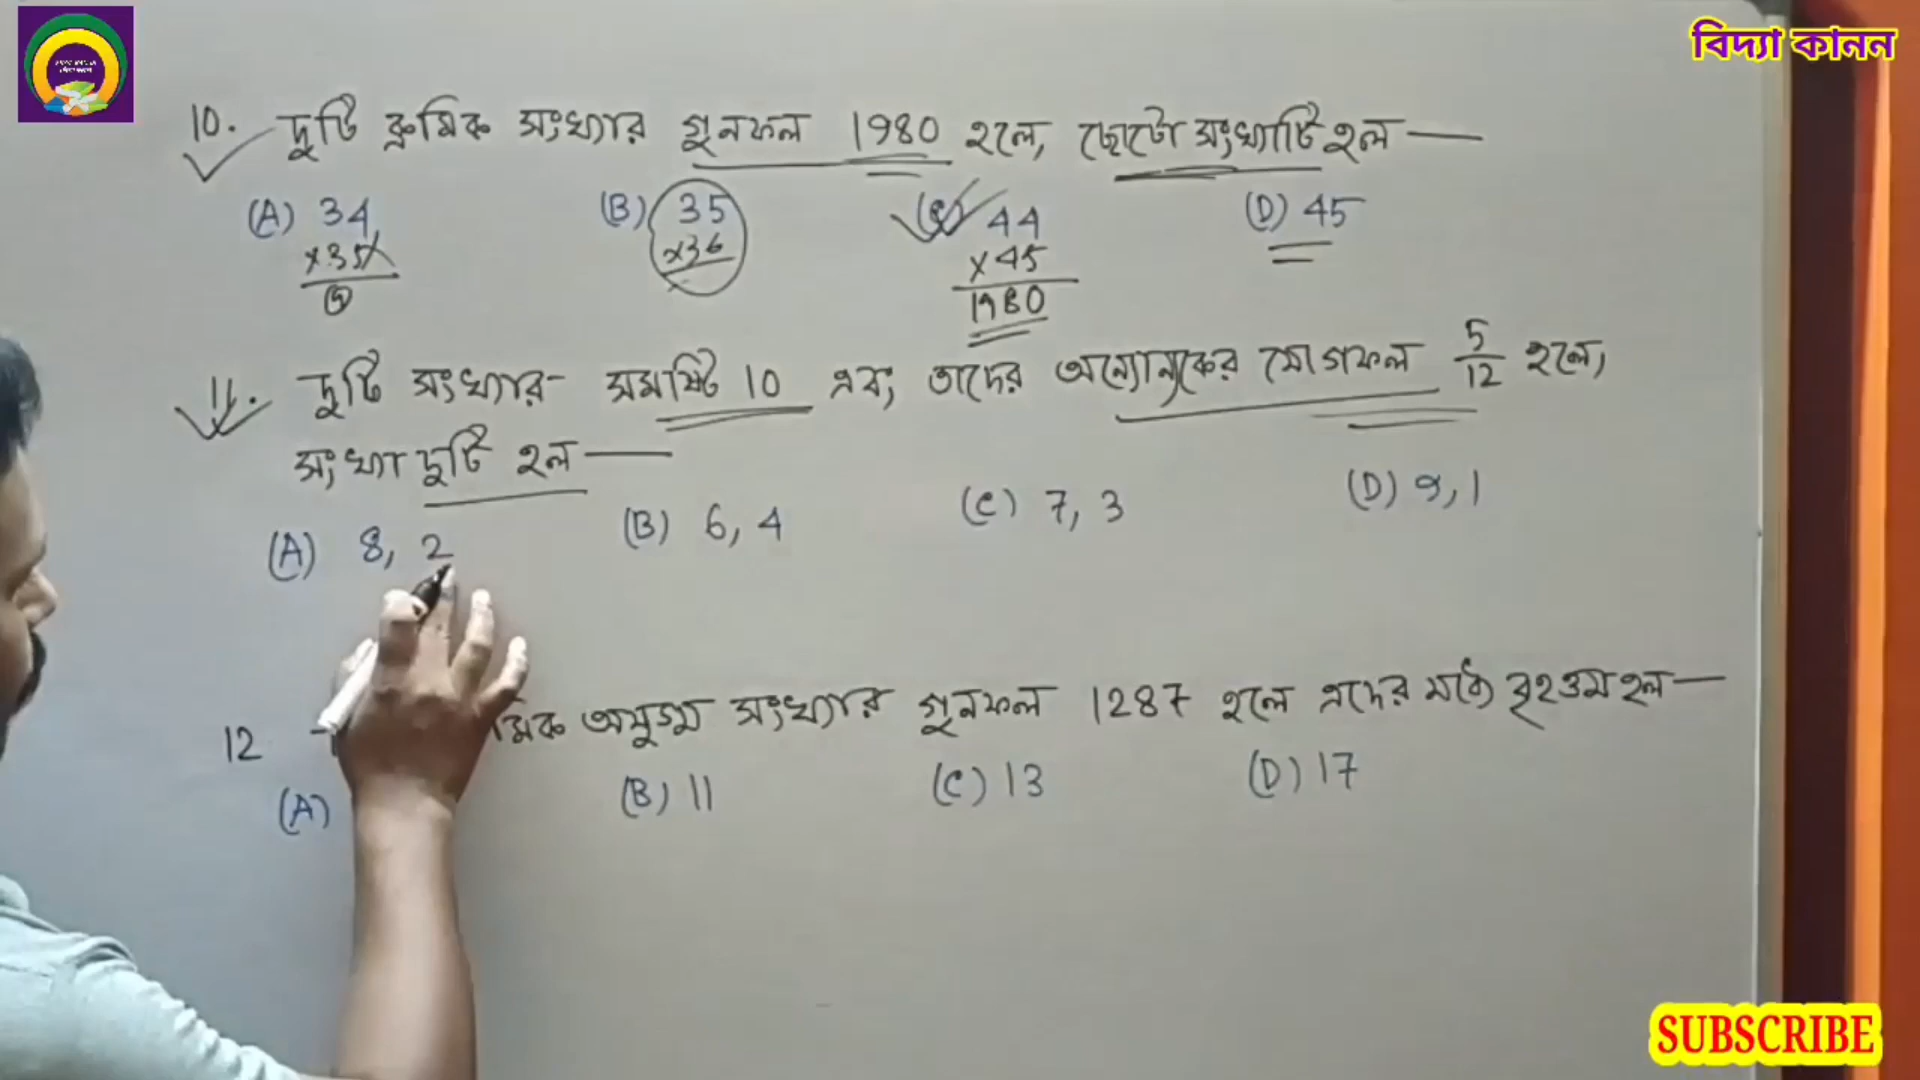 বিদ্যা কানন
10. দুটি ক্রমিক সংখ্যার গুনফল 1980 হলে, ছোটো সংখ্যাটি হল —
(A) 34 (B) 35 (C) 44 (D) 45
×35 ×36 ×45
1980
11. দুটি সংখ্যার সমষ্টি 10 এবং তাদের অন্যোন্যকের যোগফল 5/12 হলে,
সংখ্যা দুটি হল —
(A) 8, 2 (B) 6, 4 (C) 7, 3 (D) 9, 1
12 মিক অযুগ্ম সংখ্যার গুনফল 1287 হলে এদের মধ্যে বৃহত্তম হল —
(A) (B) 11 (C) 13 (D) 17
SUBSCRIBE